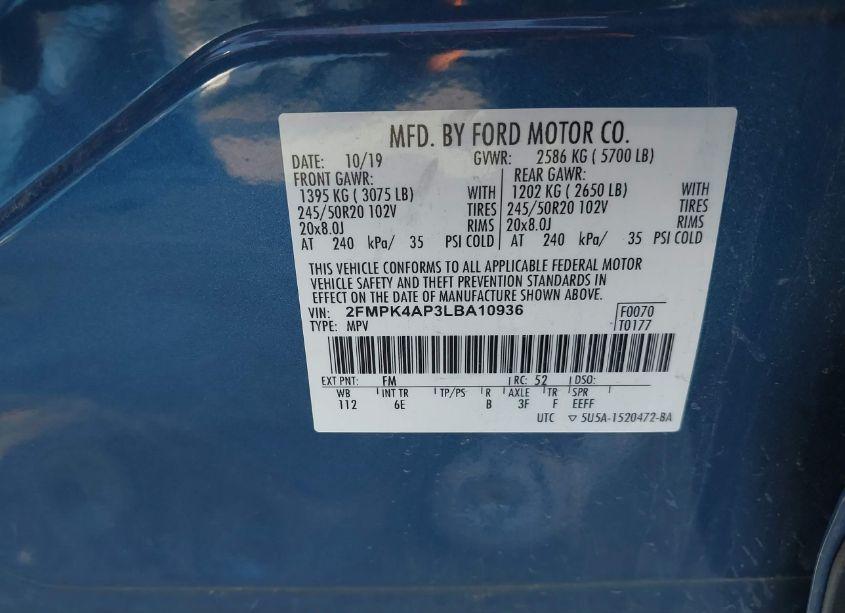 MFD. BY FORD MOTOR CO.
DATE: 10/19 GVWR: 2586 KG ( 5700 LB)
FRONT GAWR: REAR GAWR:
1395 KG ( 3075 LB) WITH 1202 KG ( 2650 LB) WITH
245/50R20 102V TIRES 245/50R20 102V TIRES
20x8.0J RIMS 20x8.0J RIMS
AT 240 kPa/ 35 PSI COLD AT 240 kPa/ 35 PSI COLD
THIS VEHICLE CONFORMS TO ALL APPLICABLE FEDERAL MOTOR
VEHICLE SAFETY AND THEFT PREVENTION STANDARDS IN
EFFECT ON THE DATE OF MANUFACTURE SHOWN ABOVE.
VIN: 2FMPK4AP3LBA10936 F0070
TYPE: MPV T0177
EXT PNT: FM RC: 52 DSO:
WB INT TR TP/PS R AXLE TR SPR
112 6E B 3F F EEFF
UTC ▽ 5U5A-1520472-BA